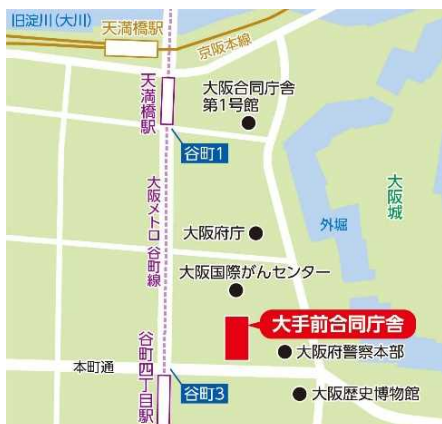 旧淀川(大川)
天満橋駅
京阪本線
天満橋駅
大阪合同庁舎
第1号館
谷町1
大阪メトロ 谷町線
大阪城
外堀
大阪府庁
大阪国際がんセンター
大手前合同庁舎
大阪府警察本部
谷町四丁目駅
本町通
谷町3
大阪歴史博物館